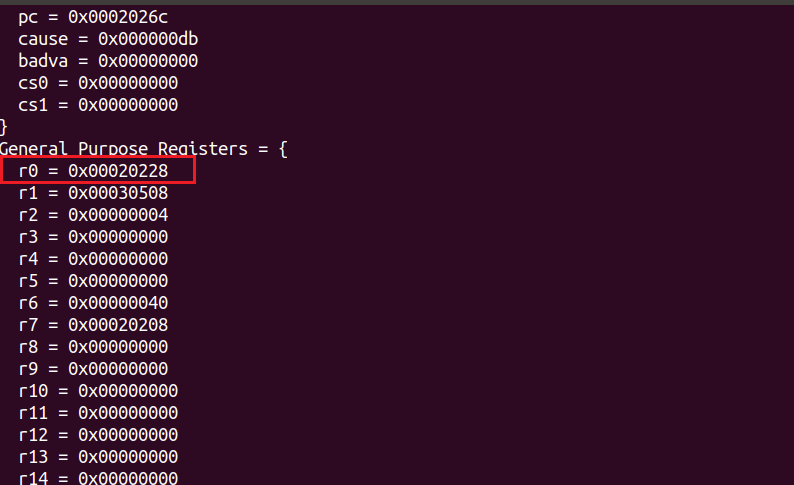 pc = 0x0002026c
cause = 0x000000db
badva = 0x00000000
cs0 = 0x00000000
cs1 = 0x00000000
}
General Purpose Registers = {
r0 = 0x00020228
r1 = 0x00030508
r2 = 0x00000004
r3 = 0x00000000
r4 = 0x00000000
r5 = 0x00000000
r6 = 0x00000040
r7 = 0x00020208
r8 = 0x00000000
r9 = 0x00000000
r10 = 0x00000000
r11 = 0x00000000
r12 = 0x00000000
r13 = 0x00000000
r14 = 0x00000000